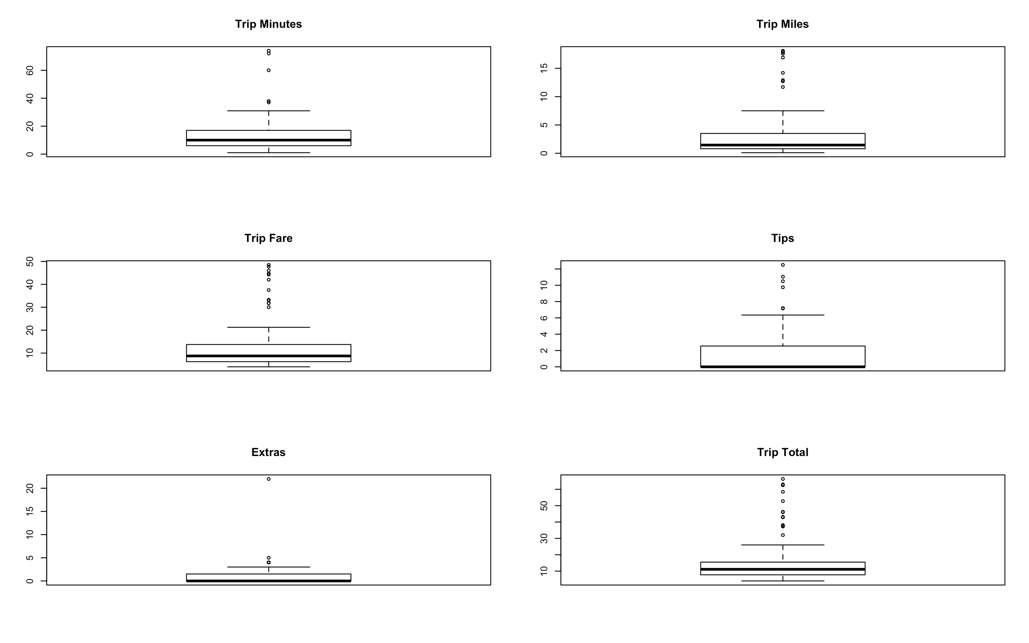 Trip Minutes
0 20 40 60
Trip Miles
0 5 10 15
Trip Fare
10 20 30 40 50
Tips
0 2 4 6 8 10
Extras
0 5 10 15 20
Trip Total
10 30 50